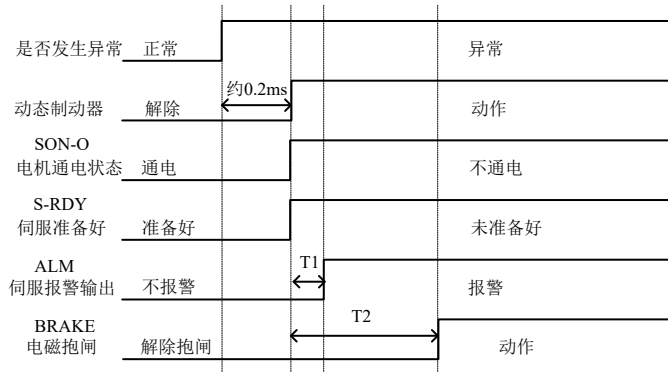 是否发生异常 正常 异常
约0.2ms
动态制动器 解除 动作
SON-O
电机通电状态 通电 不通电
S-RDY
伺服准备好 准备好 未准备好
T1
ALM
伺服报警输出 不报警 报警
T2
BRAKE
电磁抱闸 解除抱闸 动作